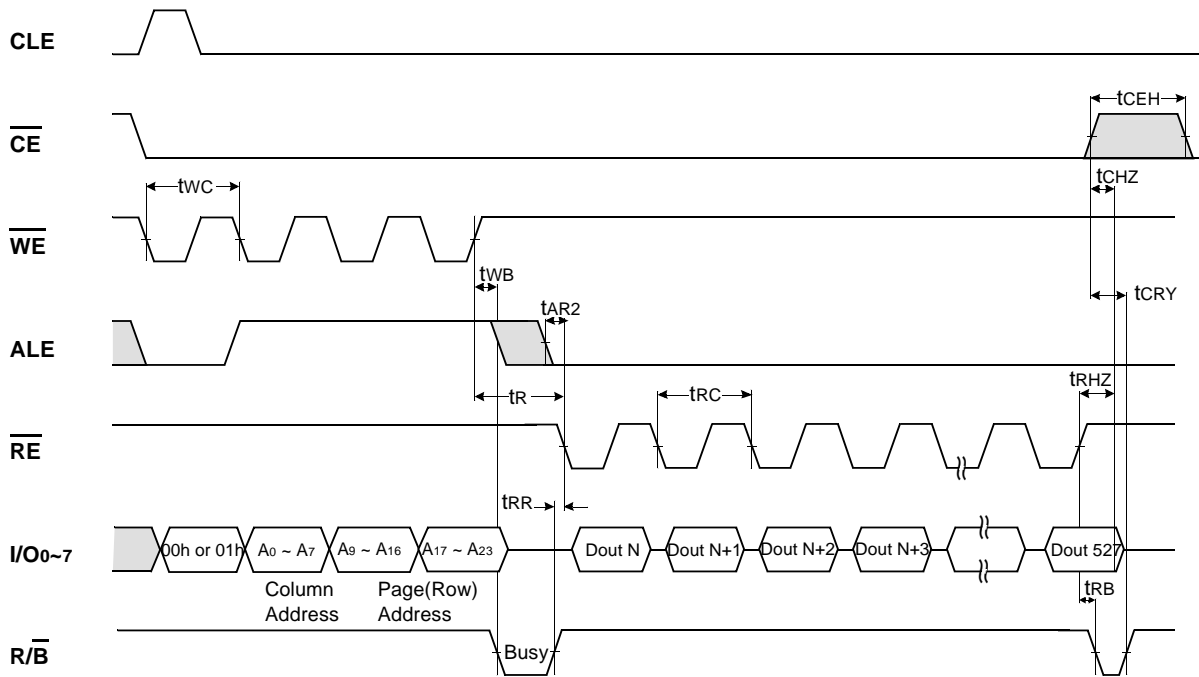 CLE
tCEH
CE
tCHZ
tWC
WE
tWB
tCRY
tAR2
ALE
tRHZ
tR
tRC
RE
tRR
I/O0~7
00h or 01h
A0 ~ A7
A9 ~ A16
A17 ~ A23
Dout N
Dout N+1
Dout N+2
Dout N+3
Dout 527
Column
Address
Page(Row)
Address
tRB
R/B
Busy